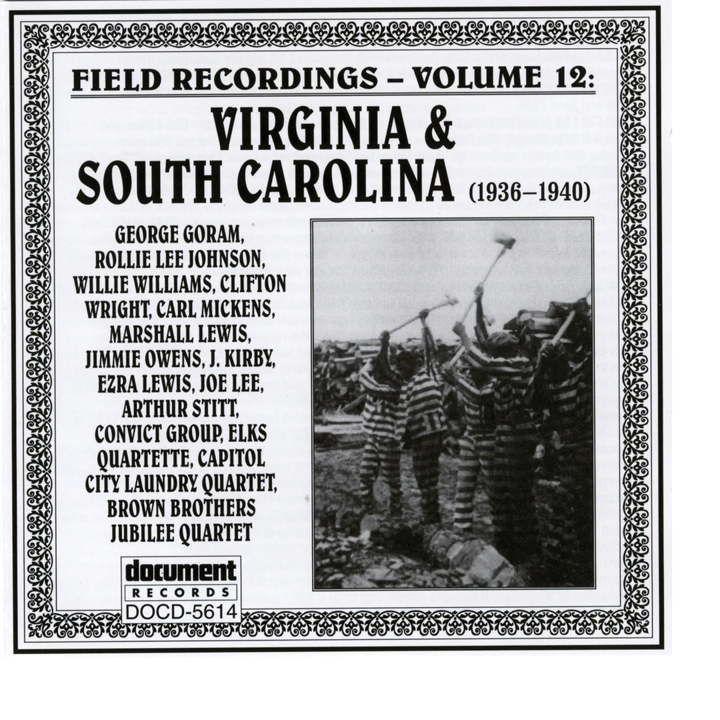 FIELD RECORDINGS – VOLUME 12:
VIRGINIA &
SOUTH CAROLINA (1936–1940)
GEORGE GORAM,
ROLLIE LEE JOHNSON,
WILLIE WILLIAMS, CLIFTON
WRIGHT, CARL MICKENS,
MARSHALL LEWIS,
JIMMIE OWENS, J. KIRBY,
EZRA LEWIS, JOE LEE,
ARTHUR STITT,
CONVICT GROUP, ELKS
QUARTETTE, CAPITOL
CITY LAUNDRY QUARTET,
BROWN BROTHERS
JUBILEE QUARTET
document
RECORDS
DOCD-5614